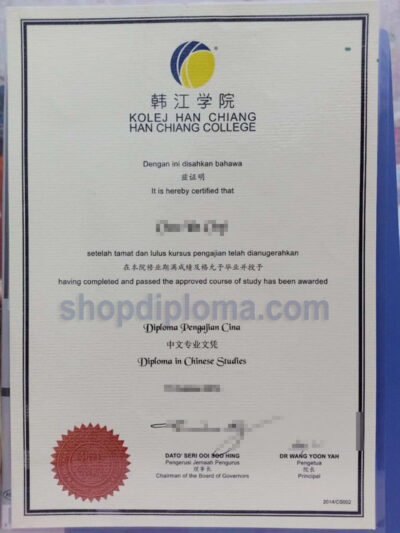 韩江学院
KOLEJ HAN CHIANG
HAN CHIANG COLLEGE
Dengan ini disahkan bahawa
兹证明
It is hereby certified that
setelah tamat dan lulus kursus pengajian telah dianugerahkan
在本院修业期满成绩及格允予毕业并授予
having completed and passed the approved course of study has been awarded
shopdiploma.com
Diploma Pengajian Cina
中文专业文凭
Diploma in Chinese Studies
DATO' SERI OOI SOO HING
Pengerusi Jemaah Pengurus
理事长
Chairman of the Board of Governors
DR WANG YOON YAH
Pengetua
院长
Principal
2014/CS002